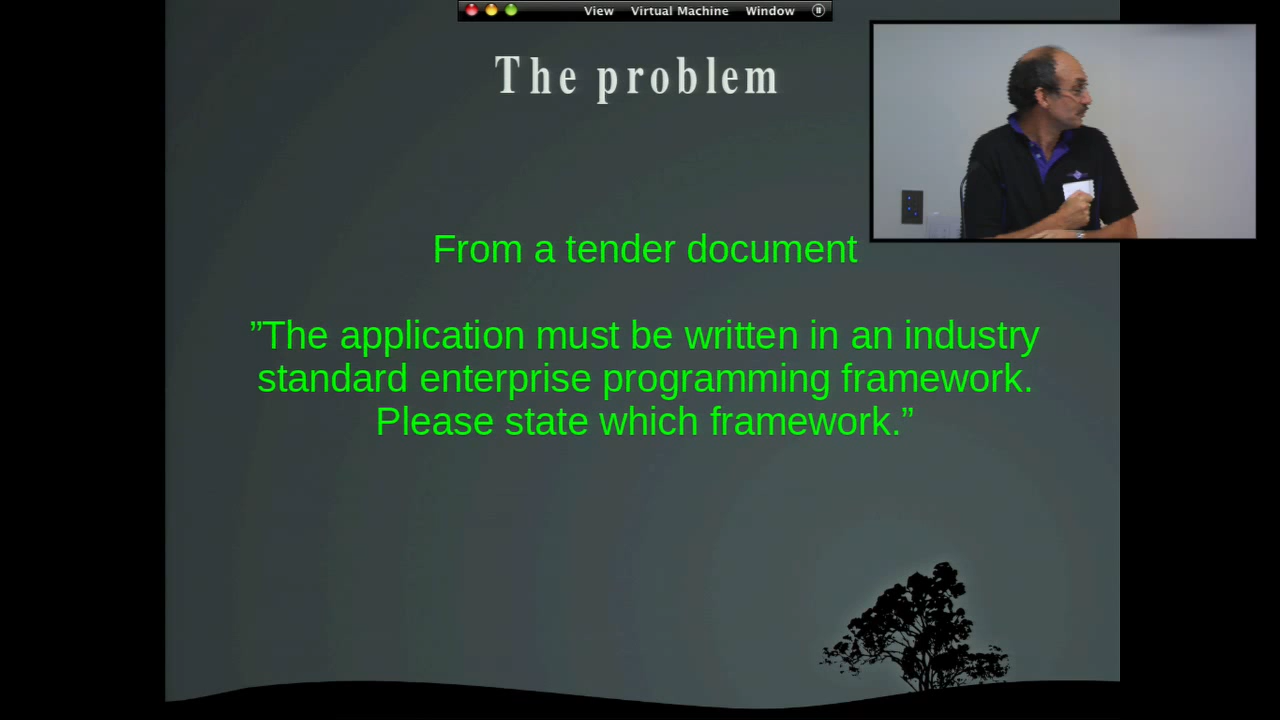 View Virtual Machine Window
The problem
From a tender document
”The application must be written in an industry
standard enterprise programming framework.
Please state which framework.”